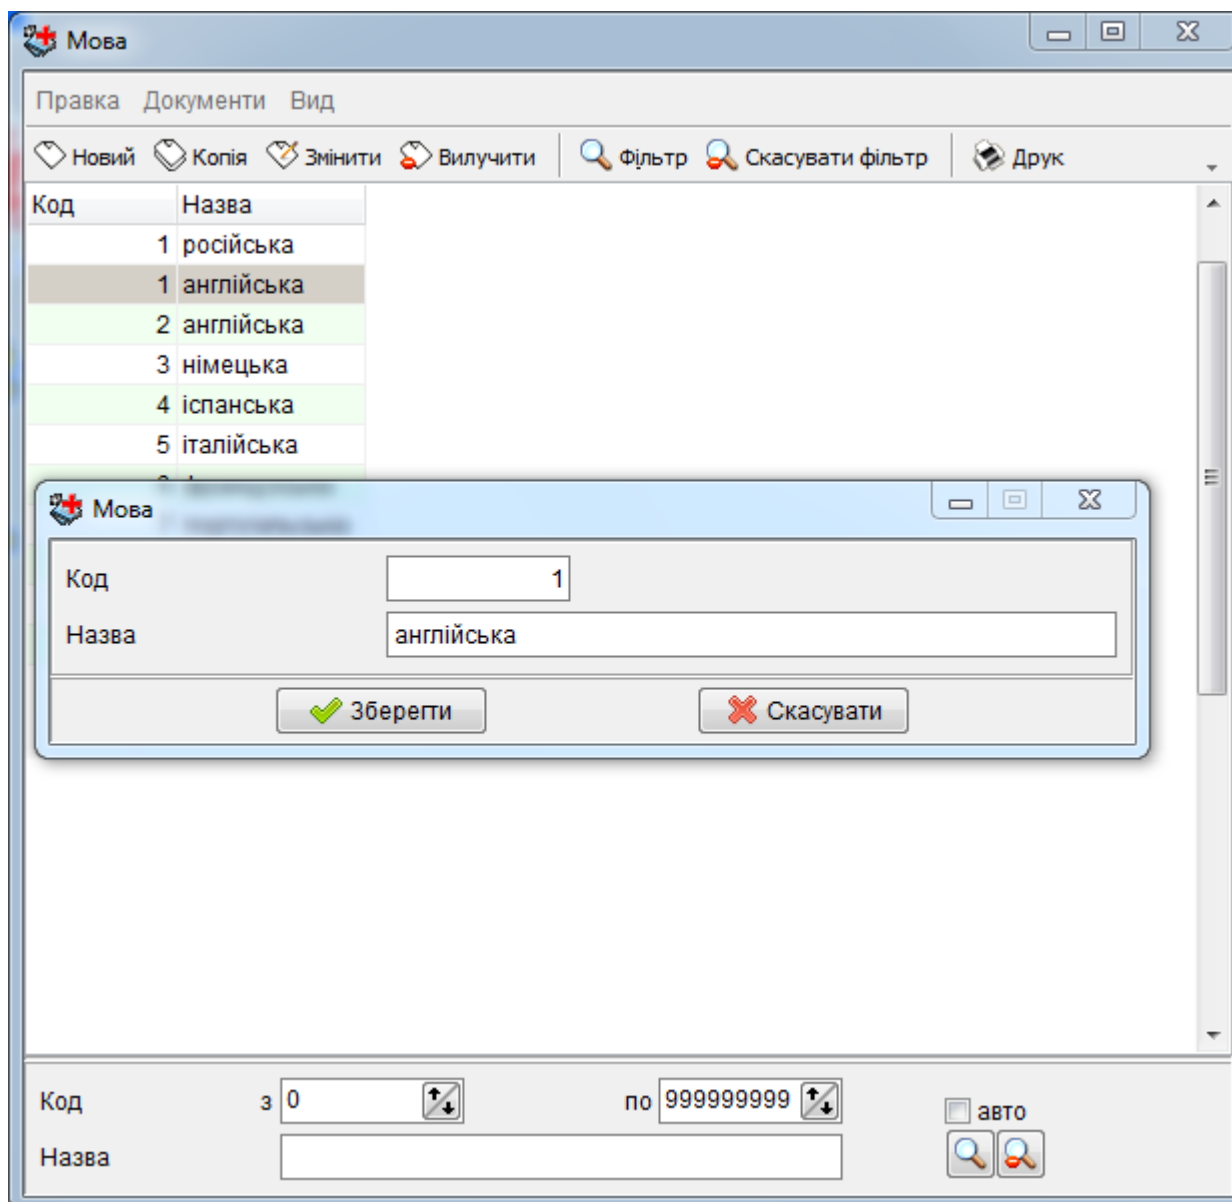 Мова
Правка Документи Вид
Новий Копія Змінити Вилучити Фільтр Скасувати фільтр Друк
Код Назва
1 російська
1 англійська
2 англійська
3 німецька
4 іспанська
5 італійська
Мова
Код 1
Назва англійська
Зберегти Скасувати
Код з 0 по 999999999 авто
Назва